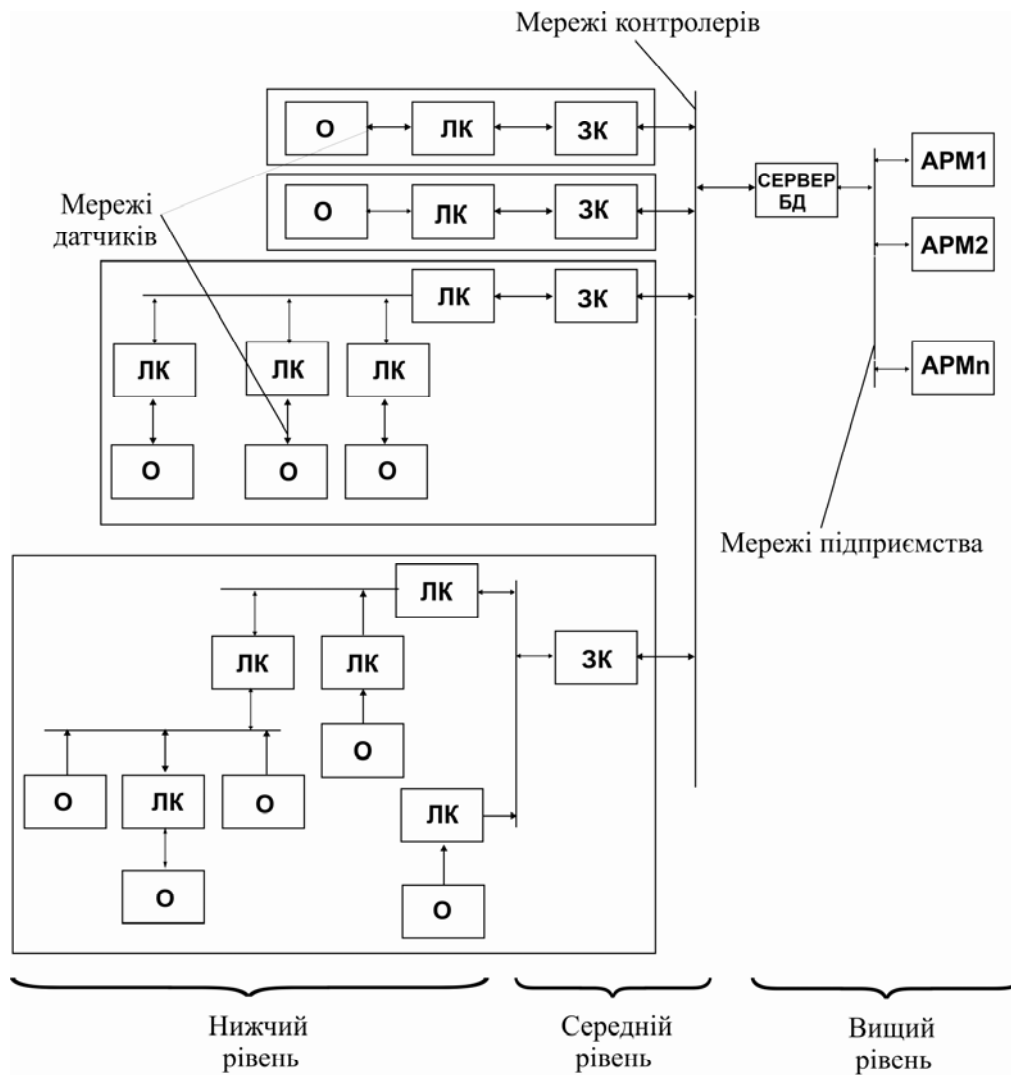 Мережі контролерів
О
ЛК
ЗК
О
ЛК
ЗК
Мережі
датчиків
СЕРВЕР
БД
АРМ1
АРМ2
АРМn
ЛК
ЗК
ЛК
ЛК
ЛК
О
О
О
Мережі підприємства
ЛК
ЛК
ЛК
ЗК
О
О
ЛК
О
ЛК
О
О
Нижчий
рівень
Середній
рівень
Вищий
рівень